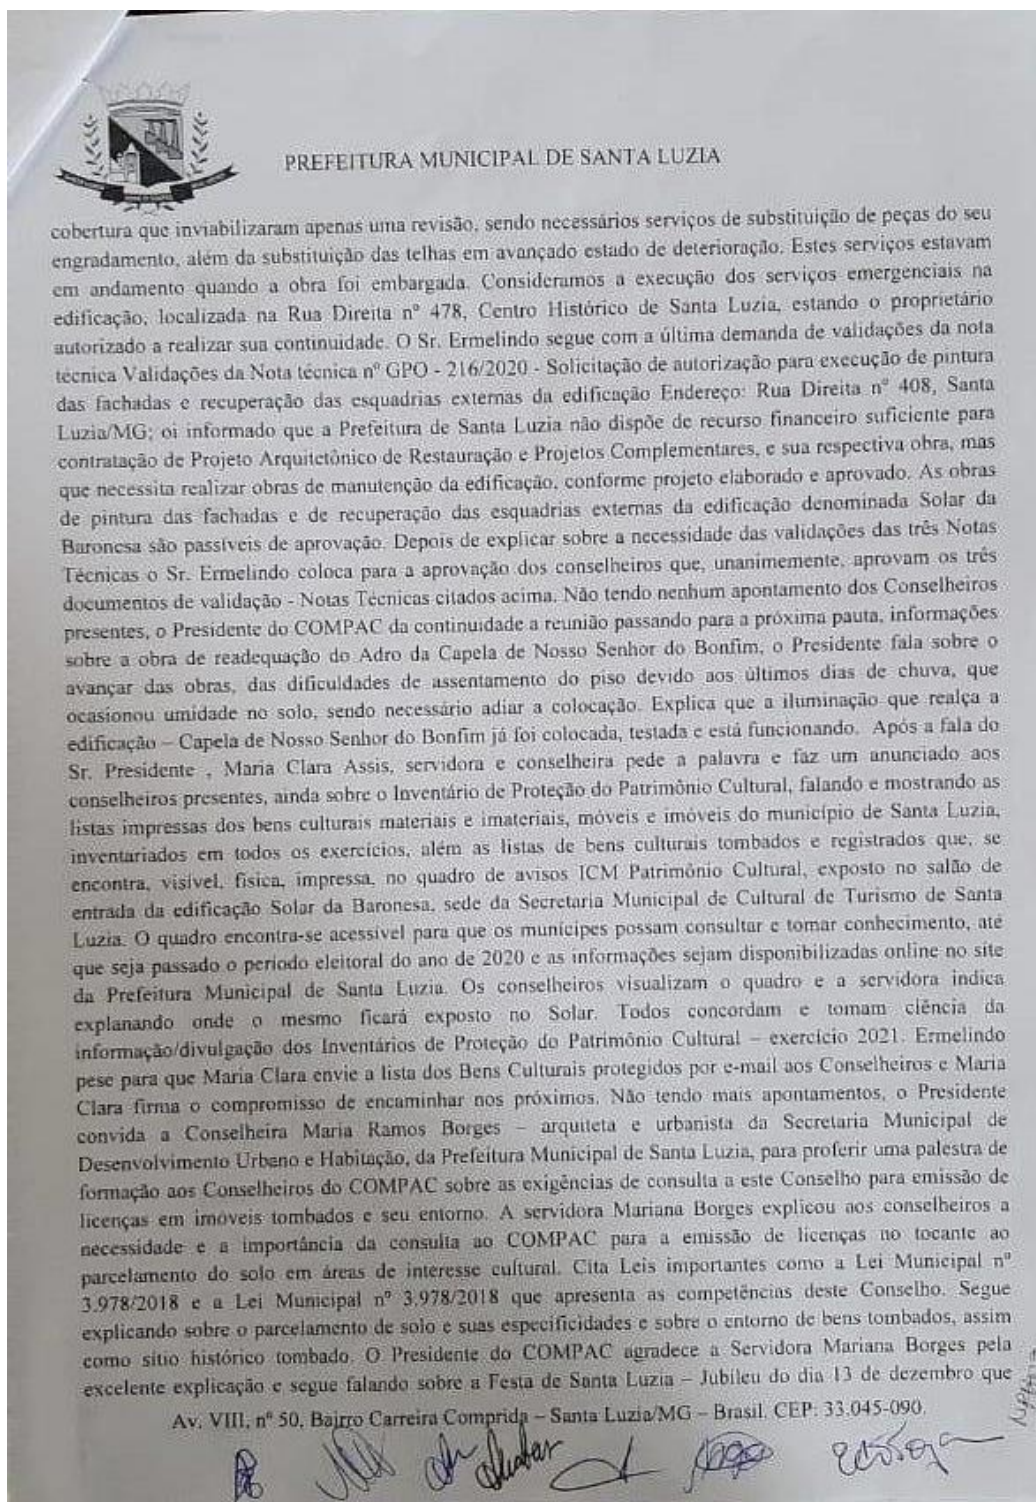 PREFEITURA MUNICIPAL DE SANTA LUZIA
cobertura que inviabilizaram apenas uma revisão, sendo necessários serviços de substituição de peças do seu
engradamento, além da substituição das telhas em avançado estado de deterioração. Estes serviços estavam
em andamento quando a obra foi embargada. Consideramos a execução dos serviços emergenciais na
edificação, localizada na Rua Direita nº 478, Centro Histórico de Santa Luzia, estando o proprietário
autorizado a realizar sua continuidade. O Sr. Ermelindo segue com a última demanda de validações da nota
técnica Validações da Nota técnica nº GPO - 216/2020 - Solicitação de autorização para execução de pintura
das fachadas e recuperação das esquadrias externas da edificação Endereço: Rua Direita nº 408, Santa
Luzia/MG; oi informado que a Prefeitura de Santa Luzia não dispõe de recurso financeiro suficiente para
contratação de Projeto Arquitetônico de Restauração e Projetos Complementares, e sua respectiva obra, mas
que necessita realizar obras de manutenção da edificação, conforme projeto elaborado e aprovado. As obras
de pintura das fachadas e de recuperação das esquadrias externas da edificação denominada Solar da
Baronesa são passíveis de aprovação. Depois de explicar sobre a necessidade das validações das três Notas
Técnicas o Sr. Ermelindo coloca para a aprovação dos conselheiros que, unanimemente, aprovam os três
documentos de validação - Notas Técnicas citados acima. Não tendo nenhum apontamento dos Conselheiros
presentes, o Presidente do COMPAC da continuidade a reunião passando para a próxima pauta, informações
sobre a obra de readequação do Adro da Capela de Nosso Senhor do Bonfim, o Presidente fala sobre o
avançar das obras, das dificuldades de assentamento do piso devido aos últimos dias de chuva, que
ocasionou umidade no solo, sendo necessário adiar a colocação. Explica que a iluminação que realça a
edificação – Capela de Nosso Senhor do Bonfim já foi colocada, testada e está funcionando. Após a fala do
Sr. Presidente , Maria Clara Assis, servidora e conselheira pede a palavra e faz um anunciado aos
conselheiros presentes, ainda sobre o Inventário de Proteção do Patrimônio Cultural, falando e mostrando as
listas impressas dos bens culturais materiais e imateriais, móveis e imóveis do município de Santa Luzia,
inventariados em todos os exercícios, além as listas de bens culturais tombados e registrados que, se
encontra, visível, física, impressa, no quadro de avisos ICM Patrimônio Cultural, exposto no salão de
entrada da edificação Solar da Baronesa, sede da Secretaria Municipal de Cultural de Turismo de Santa
Luzia. O quadro encontra-se acessível para que os munícipes possam consultar e tomar conhecimento, até
que seja passado o período eleitoral do ano de 2020 e as informações sejam disponibilizadas online no site
da Prefeitura Municipal de Santa Luzia. Os conselheiros visualizam o quadro e a servidora indica
explanando onde o mesmo ficará exposto no Solar. Todos concordam e tomam ciência da
informação/divulgação dos Inventários de Proteção do Patrimônio Cultural – exercício 2021. Ermelindo
pese para que Maria Clara envie a lista dos Bens Culturais protegidos por e-mail aos Conselheiros e Maria
Clara firma o compromisso de encaminhar nos próximos. Não tendo mais apontamentos, o Presidente
convida a Conselheira Maria Ramos Borges – arquiteta e urbanista da Secretaria Municipal de
Desenvolvimento Urbano e Habitação, da Prefeitura Municipal de Santa Luzia, para proferir uma palestra de
formação aos Conselheiros do COMPAC sobre as exigências de consulta a este Conselho para emissão de
licenças em imóveis tombados e seu entorno. A servidora Mariana Borges explicou aos conselheiros a
necessidade e a importância da consulta ao COMPAC para a emissão de licenças no tocante ao
parcelamento do solo em áreas de interesse cultural. Cita Leis importantes como a Lei Municipal nº
3.978/2018 e a Lei Municipal nº 3.978/2018 que apresenta as competências deste Conselho. Segue
explicando sobre o parcelamento de solo e suas especificidades e sobre o entorno de bens tombados, assim
como sítio histórico tombado. O Presidente do COMPAC agradece a Servidora Mariana Borges pela
excelente explicação e segue falando sobre a Festa de Santa Luzia – Jubileu do dia 13 de dezembro que
Av. VIII, nº 50, Bairro Carreira Comprida – Santa Luzia/MG – Brasil. CEP: 33.045-090.